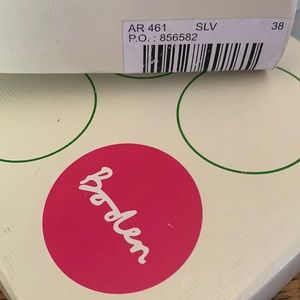 AR 461 SLV 38
P.O. : 856582
Boden